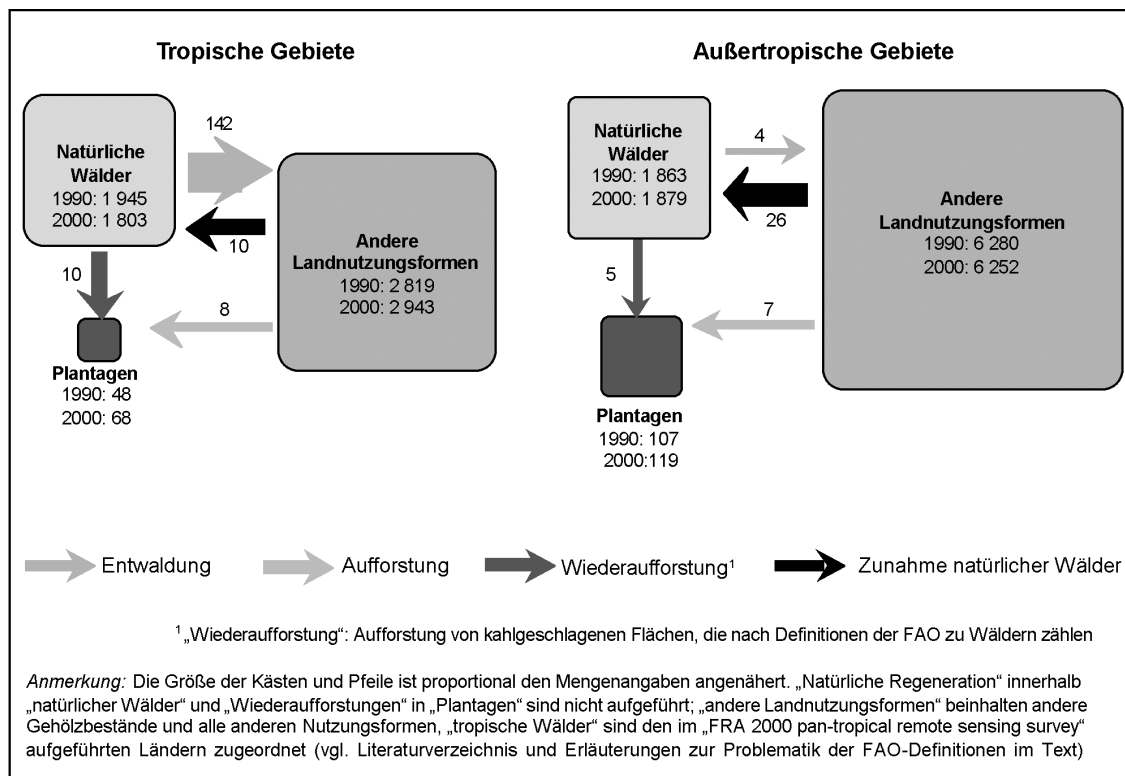 Tropische Gebiete
Natürliche
Wälder
1990: 1 945
2000: 1 803
142
10
10
8
Andere
Landnutzungsformen
1990: 2 819
2000: 2 943
Plantagen
1990: 48
2000: 68
Außertropische Gebiete
Natürliche
Wälder
1990: 1 863
2000: 1 879
4
26
5
7
Andere
Landnutzungsformen
1990: 6 280
2000: 6 252
Plantagen
1990: 107
2000:119
Entwaldung
Aufforstung
Wiederaufforstung¹
Zunahme natürlicher Wälder
¹ „Wiederaufforstung“: Aufforstung von kahlgeschlagenen Flächen, die nach Definitionen der FAO zu Wäldern zählen
Anmerkung: Die Größe der Kästen und Pfeile ist proportional den Mengenangaben angenähert. „Natürliche Regeneration“ innerhalb
„natürlicher Wälder“ und „Wiederaufforstungen“ in „Plantagen“ sind nicht aufgeführt; „andere Landnutzungsformen“ beinhalten andere
Gehölzbestände und alle anderen Nutzungsformen, „tropische Wälder“ sind den im „FRA 2000 pan-tropical remote sensing survey“
aufgeführten Ländern zugeordnet (vgl. Literaturverzeichnis und Erläuterungen zur Problematik der FAO-Definitionen im Text)